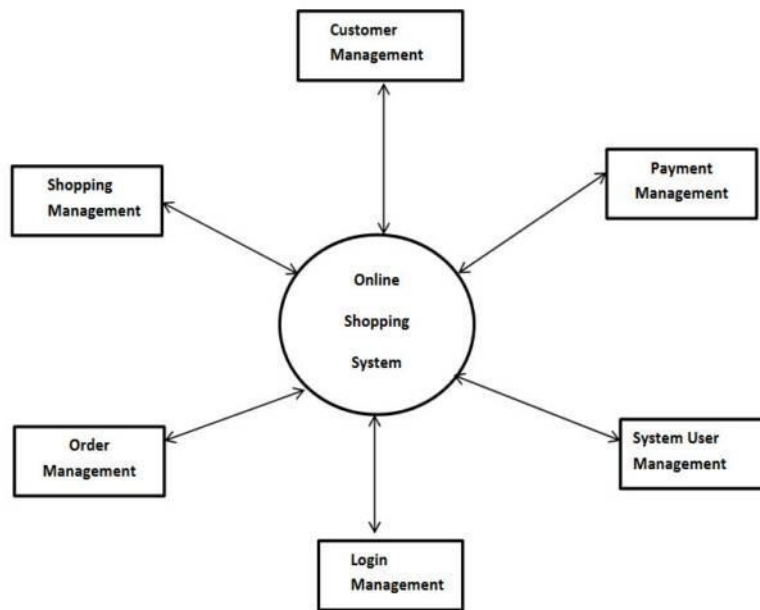 Customer
Management
Shopping
Management
Payment
Management
Online
Shopping
System
Order
Management
System User
Management
Login
Management